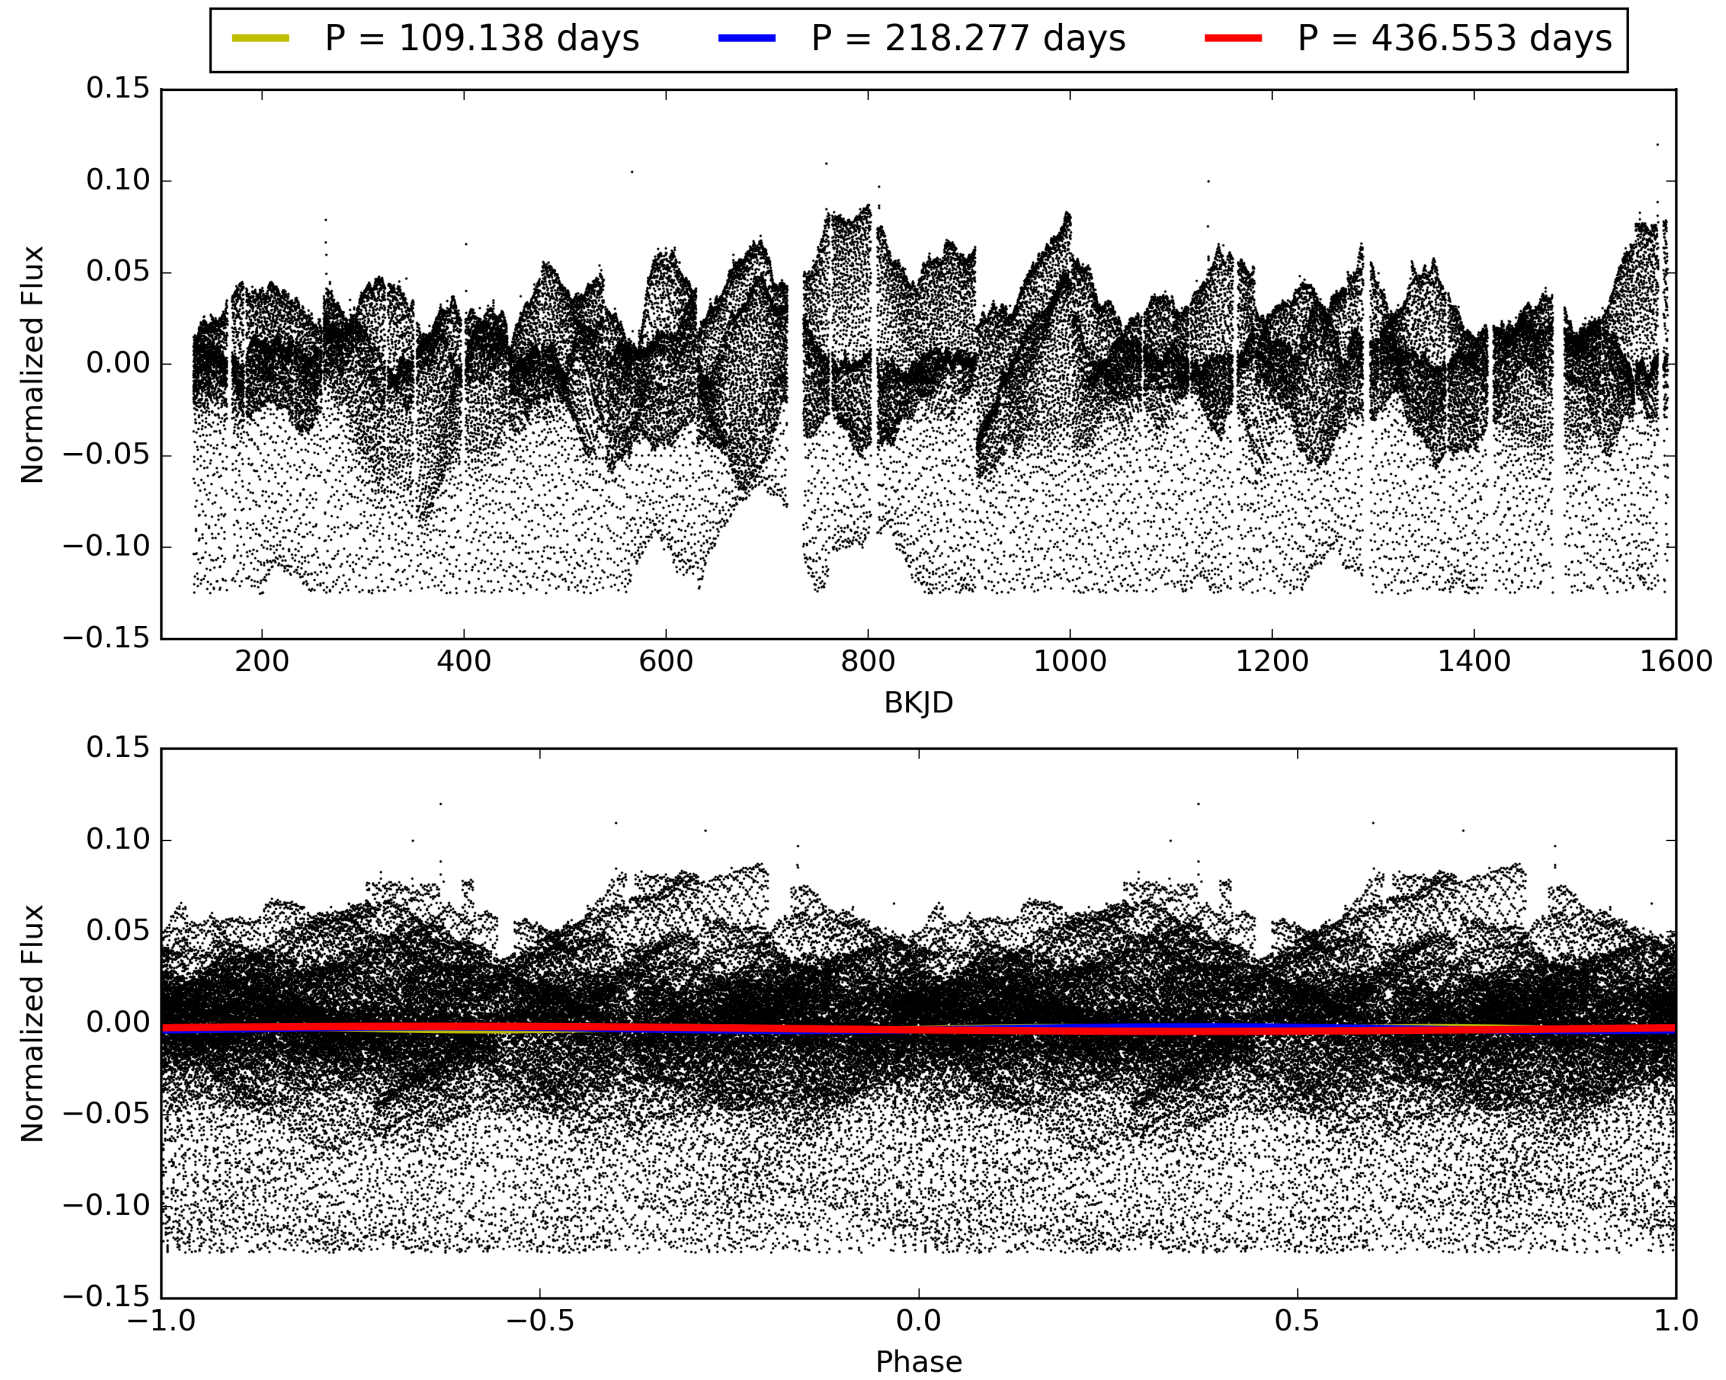 P = 109.138 days P = 218.277 days P = 436.553 days
0.15
0.10
0.05
0.00
−0.05
−0.10
−0.15
Normalized Flux
200 400 600 800 1000 1200 1400 1600
BKJD
0.15
0.10
0.05
0.00
−0.05
−0.10
−0.15
Normalized Flux
−1.0 −0.5 0.0 0.5 1.0
Phase